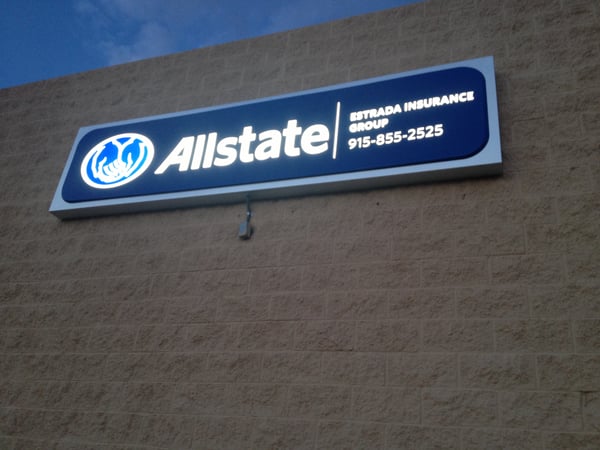 Allstate
ESTRADA INSURANCE
GROUP
915-855-2525